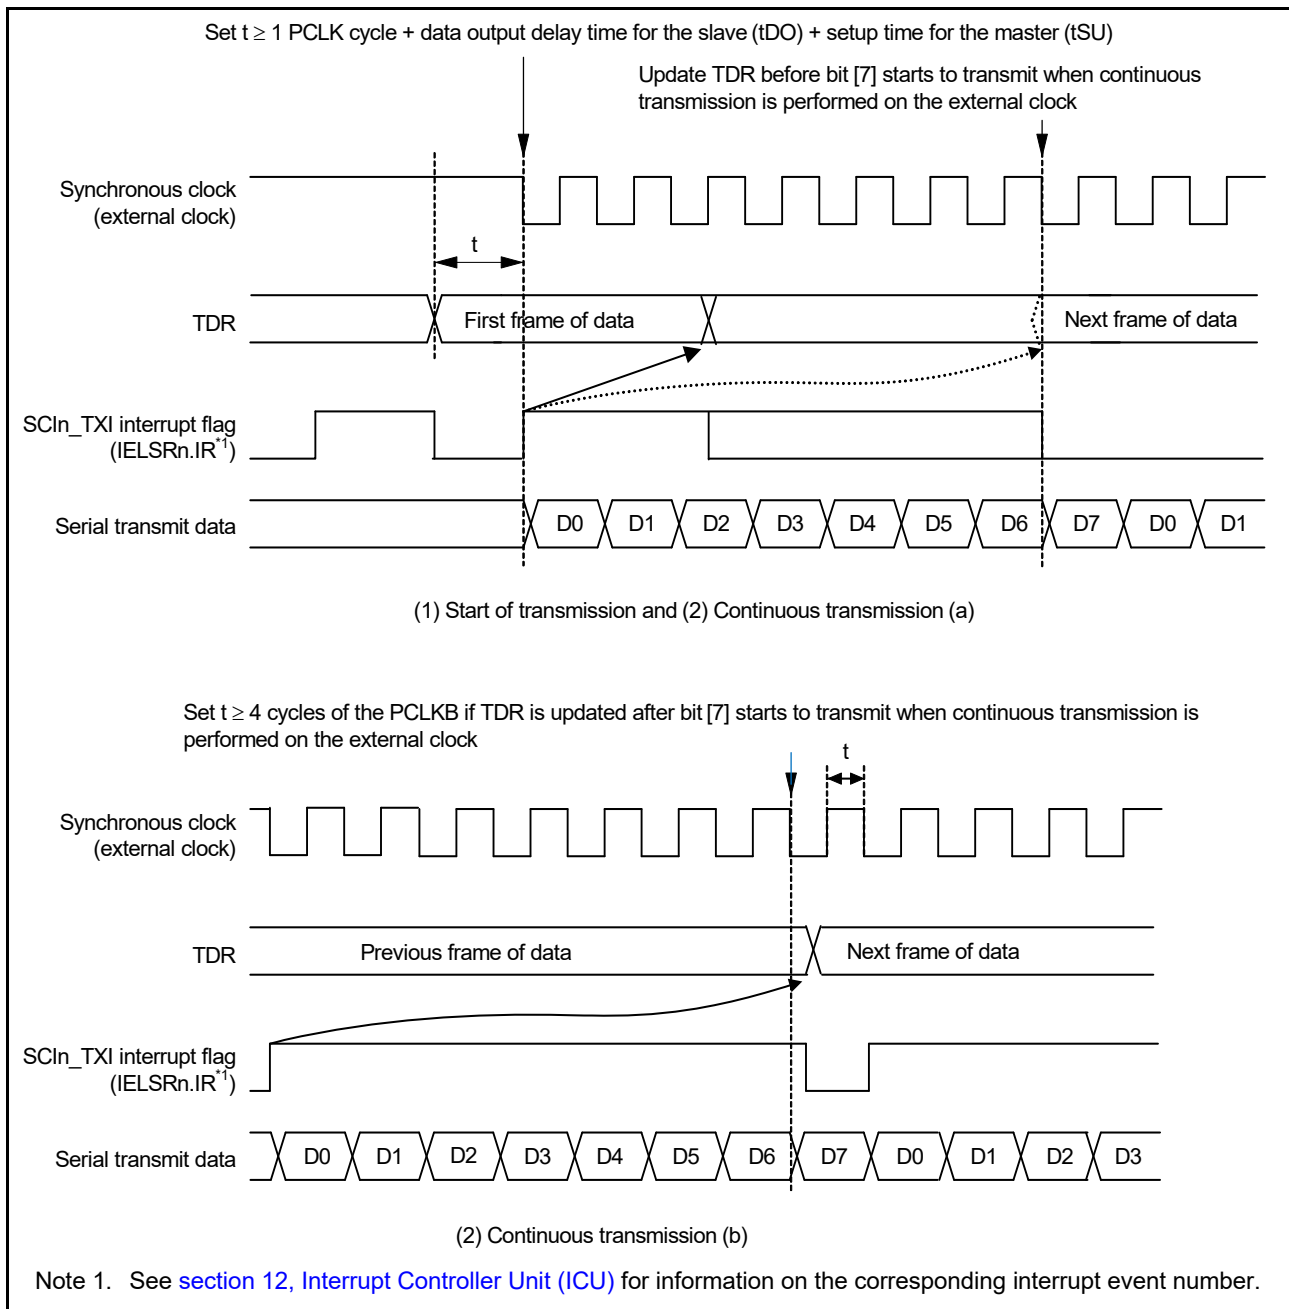 Set t ≥ 1 PCLK cycle + data output delay time for the slave (tDO) + setup time for the master (tSU)
Update TDR before bit [7] starts to transmit when continuous
transmission is performed on the external clock
Synchronous clock
(external clock)
t
TDR
First frame of data
Next frame of data
SCIn_TXI interrupt flag
(IELSRn.IR*1)
Serial transmit data
D0 D1 D2 D3 D4 D5 D6 D7 D0 D1
(1) Start of transmission and (2) Continuous transmission (a)
Set t ≥ 4 cycles of the PCLKB if TDR is updated after bit [7] starts to transmit when continuous transmission is
performed on the external clock
t
Synchronous clock
(external clock)
TDR
Previous frame of data
Next frame of data
SCIn_TXI interrupt flag
(IELSRn.IR*1)
Serial transmit data
D0 D1 D2 D3 D4 D5 D6 D7 D0 D1 D2 D3
(2) Continuous transmission (b)
Note 1. See section 12, Interrupt Controller Unit (ICU) for information on the corresponding interrupt event number.